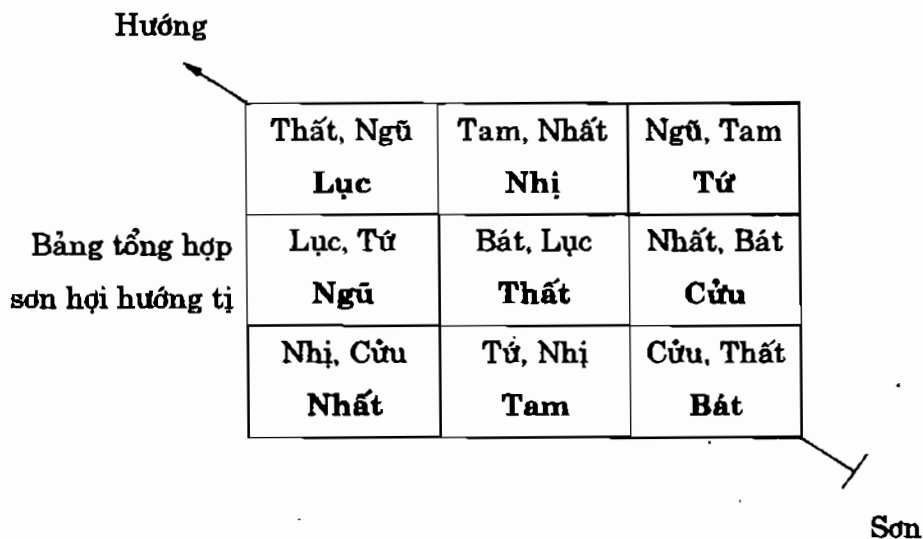 Hướng
Thất, Ngũ
Lục
Tam, Nhất
Nhị
Ngũ, Tam
Tứ
Bảng tổng hợp
sơn hợi hướng tị
Lục, Tứ
Ngũ
Bát, Lục
Thất
Nhất, Bát
Cửu
Nhị, Cửu
Nhất
Tứ, Nhị
Tam
Cửu, Thất
Bát
Sơn